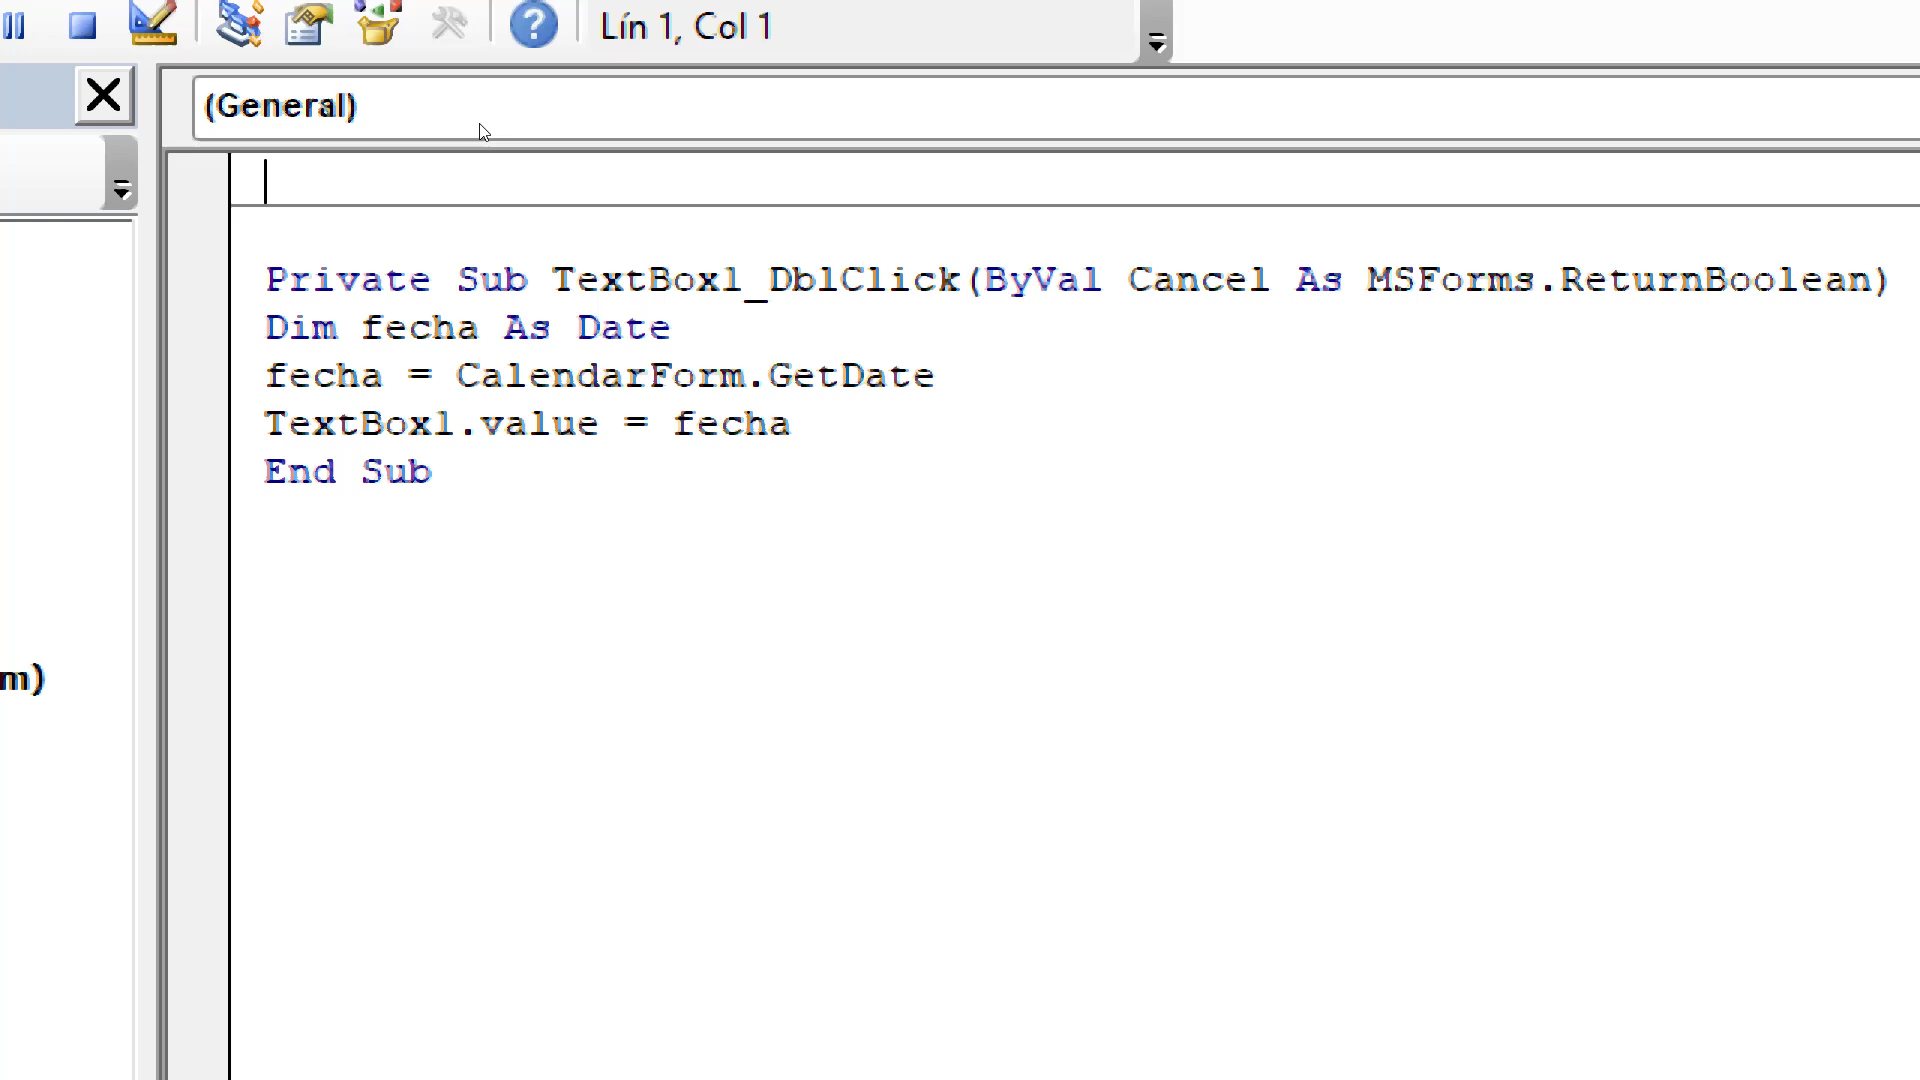 Lín 1, Col 1
(General)
Private Sub TextBox1_DblClick(ByVal Cancel As MSForms.ReturnBoolean)
Dim fecha As Date
fecha = CalendarForm.GetDate
TextBox1.value = fecha
End Sub
m)